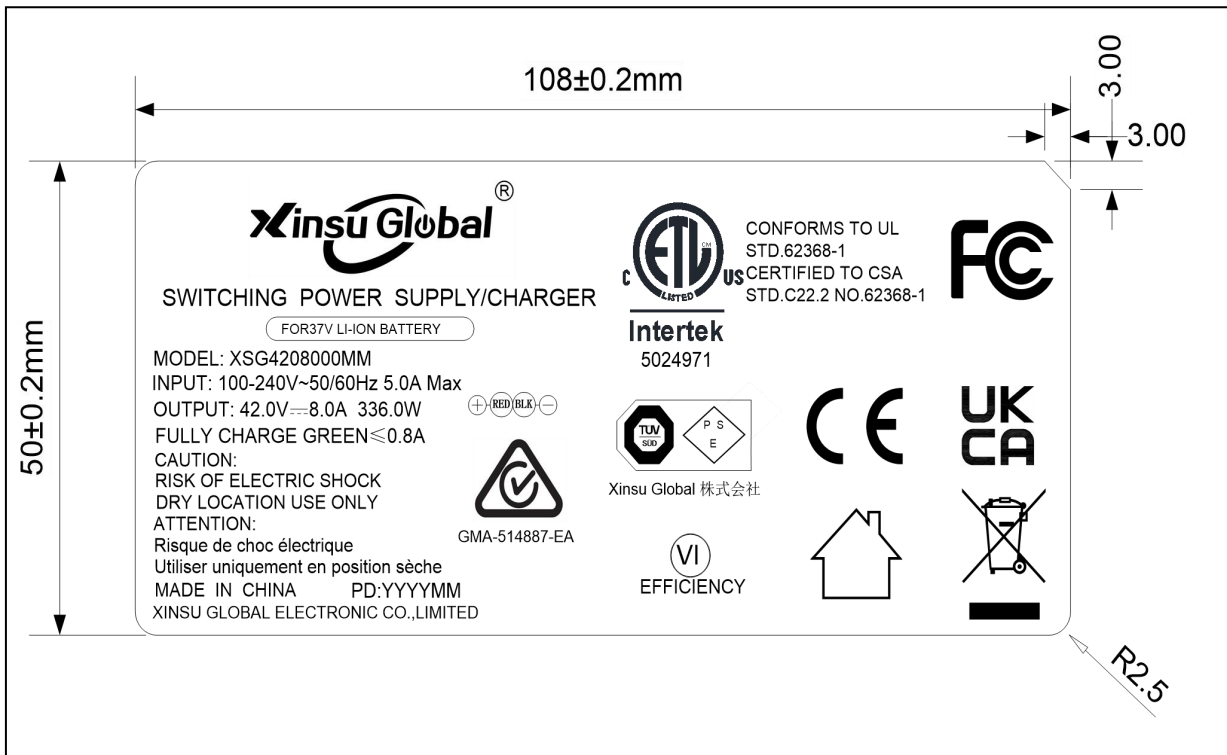 108±0.2mm
3.00
3.00
50±0.2mm
R2.5
Xinsu Global ®
SWITCHING POWER SUPPLY/CHARGER
FOR37V LI-ION BATTERY
MODEL: XSG4208000MM
INPUT: 100-240V~50/60Hz 5.0A Max
OUTPUT: 42.0V⎓8.0A 336.0W
+ RED BLK −
FULLY CHARGE GREEN≤0.8A
CAUTION:
RISK OF ELECTRIC SHOCK
DRY LOCATION USE ONLY
ATTENTION:
Risque de choc électrique
Utiliser uniquement en position sèche
MADE IN CHINA PD:YYYYMM
XINSU GLOBAL ELECTRONIC CO.,LIMITED
GMA-514887-EA
C ETL CM US
LISTED
Intertek
5024971
CONFORMS TO UL
STD.62368-1
CERTIFIED TO CSA
STD.C22.2 NO.62368-1
FC
TUV
SUD
P S
E
Xinsu Global 株式会社
CE
UK
CA
VI
EFFICIENCY